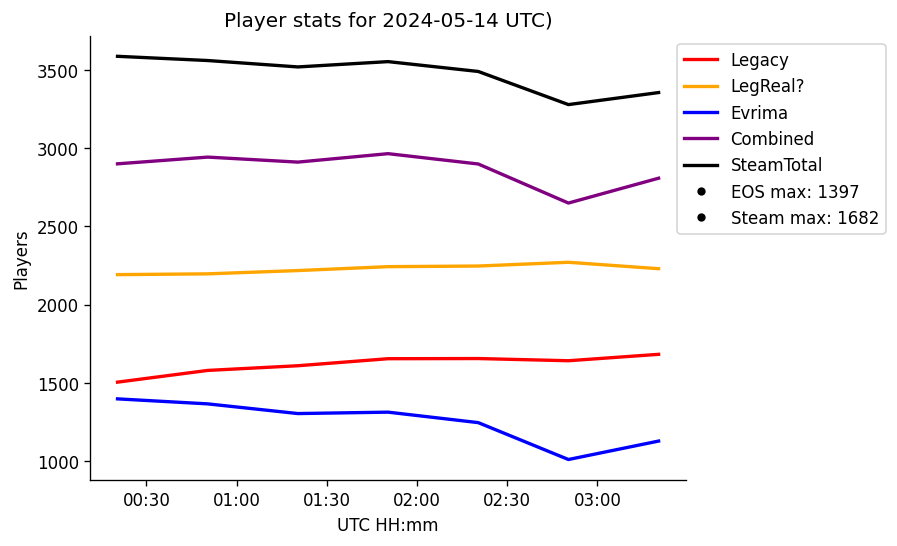 Player stats for 2024-05-14 UTC)
Players
3500
3000
2500
2000
1500
1000
00:30 01:00 01:30 02:00 02:30 03:00
UTC HH:mm
Legacy
LegReal?
Evrima
Combined
SteamTotal
EOS max: 1397
Steam max: 1682